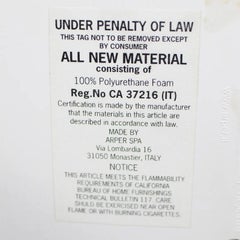 UNDER PENALTY OF LAW
THIS TAG NOT TO BE REMOVED EXCEPT
BY CONSUMER
ALL NEW MATERIAL
consisting of
100% Polyurethane Foam
Reg.No CA 37216 (IT)
Certification is made by the manufacturer
that the materials in this article are
described in accordance with law.
MADE BY
ARPER SPA
Via Lombardia 16
31050 Monastier, ITALY
NOTICE
THIS ARTICLE MEETS THE FLAMMABILITY
REQUIREMENTS OF CALIFORNIA
BUREAU OF HOME FURNISHINGS
TECHNICAL BULLETIN 117. CARE
SHOULD BE EXERCISED NEAR OPEN
FLAME OR WITH BURNING CIGARETTES.